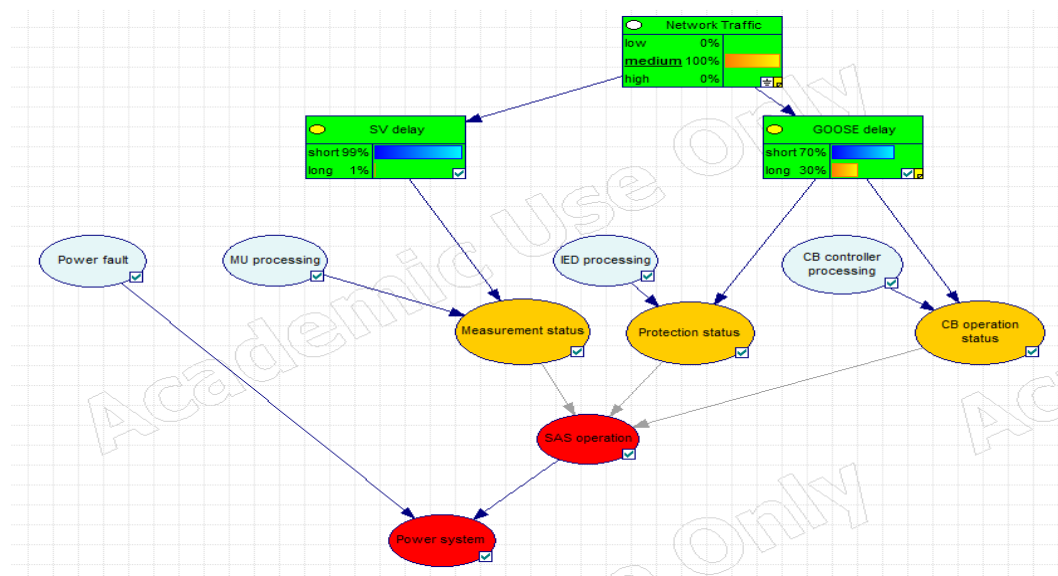 Network Traffic
low 0%
medium 100%
high 0%
SV delay
short 99%
long 1%
GOOSE delay
short 70%
long 30%
Power fault
MU processing
IED processing
CB controller
processing
Measurement status
Protection status
CB operation
status
SAS operation
Power system
Academic Use Only
Ac
e Only